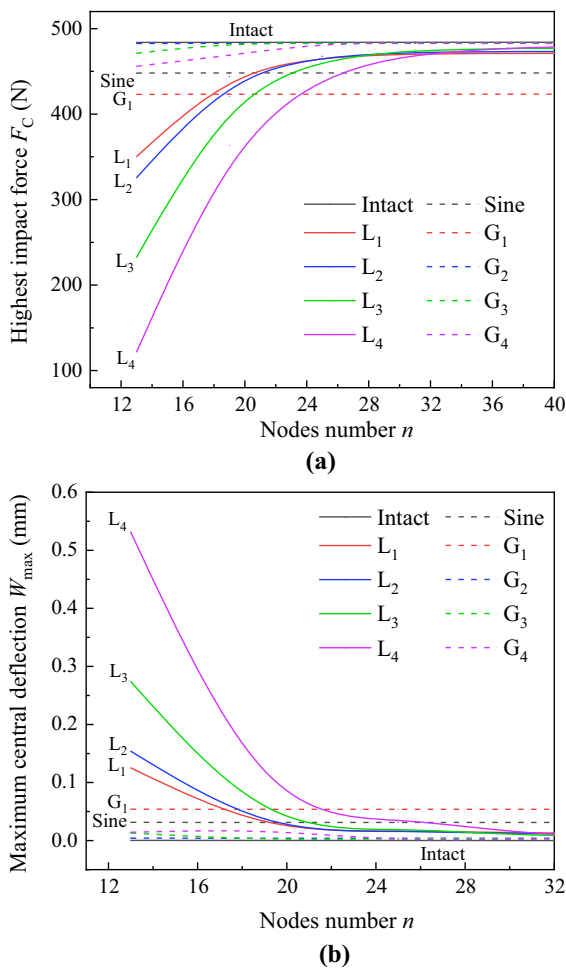 500
400
300
200
100
Highest impact force F_C (N)
Intact
Sine
G₁
L₁
L₂
L₃
L₄
Intact
Sine
L₁
G₁
L₂
G₂
L₃
G₃
L₄
G₄
12 16 20 24 28 32 36 40
Nodes number n
(a)
0.6
0.5
0.4
0.3
0.2
0.1
0.0
Maximum central deflection W_max (mm)
L₄
L₃
L₂
L₁
G₁
Sine
Intact
Intact
Sine
L₁
G₁
L₂
G₂
L₃
G₃
L₄
G₄
12 16 20 24 28 32
Nodes number n
(b)